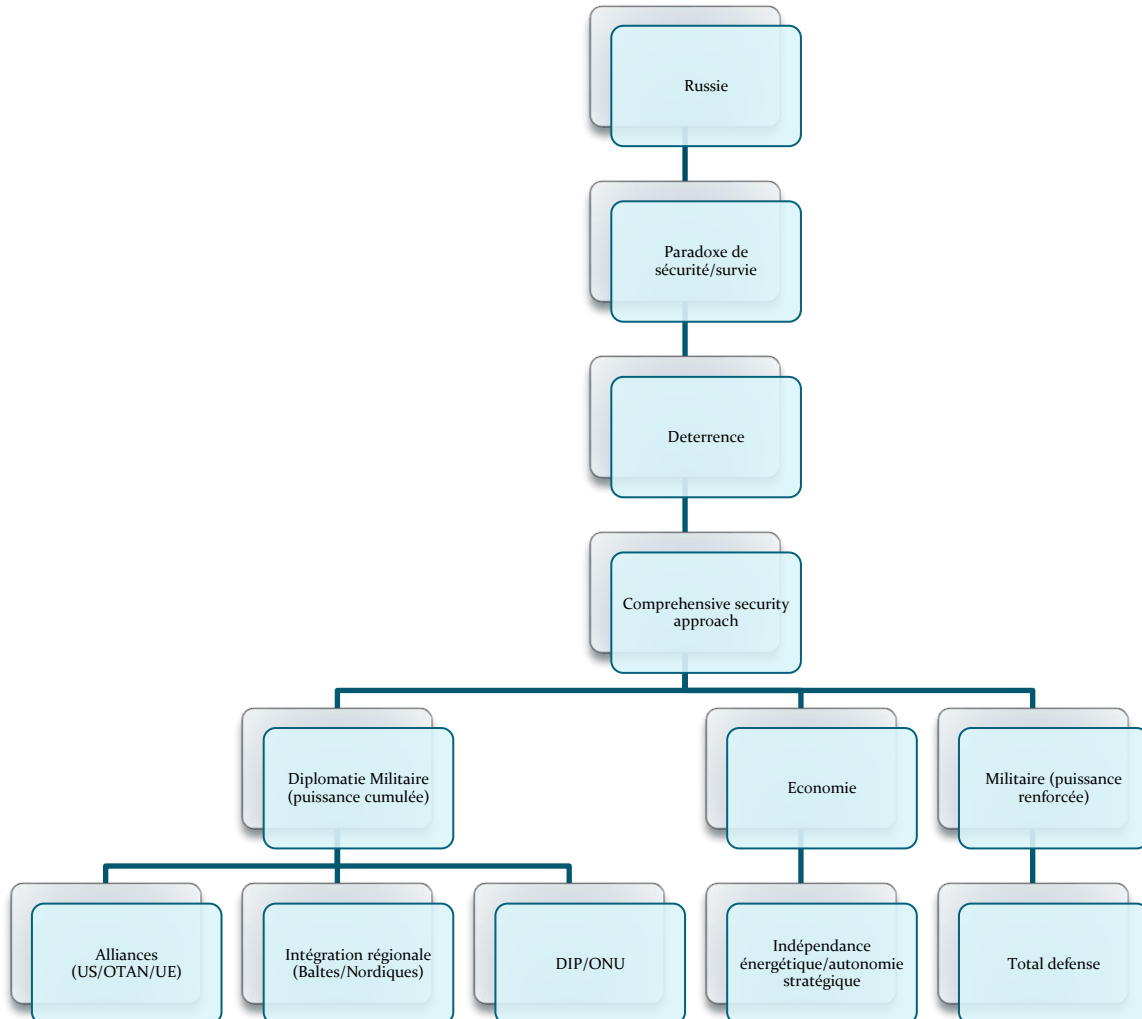 Russie
Paradoxe de
sécurité/survie
Deterrence
Comprehensive security
approach
Diplomatie Militaire
(puissance cumulée)
Economie
Militaire (puissance
renforcée)
Alliances
(US/OTAN/UE)
Intégration régionale
(Baltes/Nordiques)
DIP/ONU
Indépendance
énergétique/autonomie
stratégique
Total defense